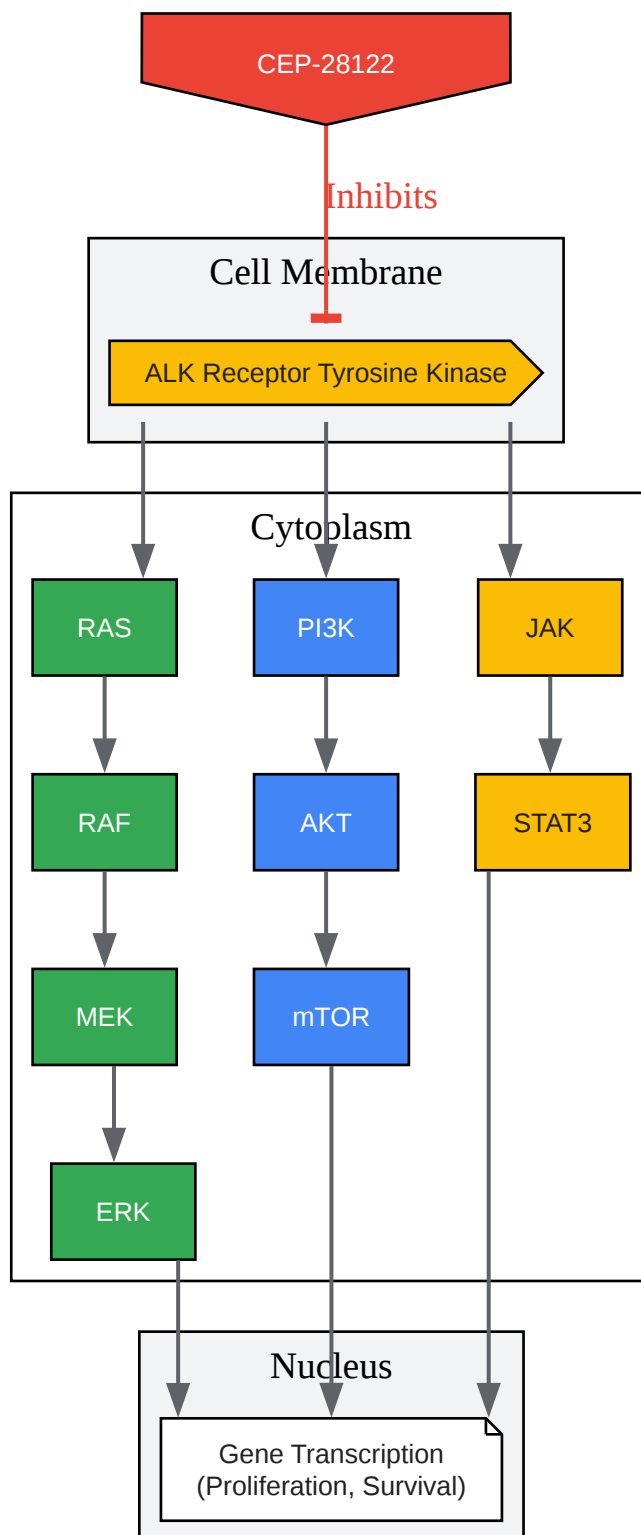 CEP-28122
Inhibits
Cell Membrane
ALK Receptor Tyrosine Kinase
Cytoplasm
RAS
PI3K
JAK
RAF
AKT
STAT3
MEK
mTOR
ERK
Nucleus
Gene Transcription
(Proliferation, Survival)